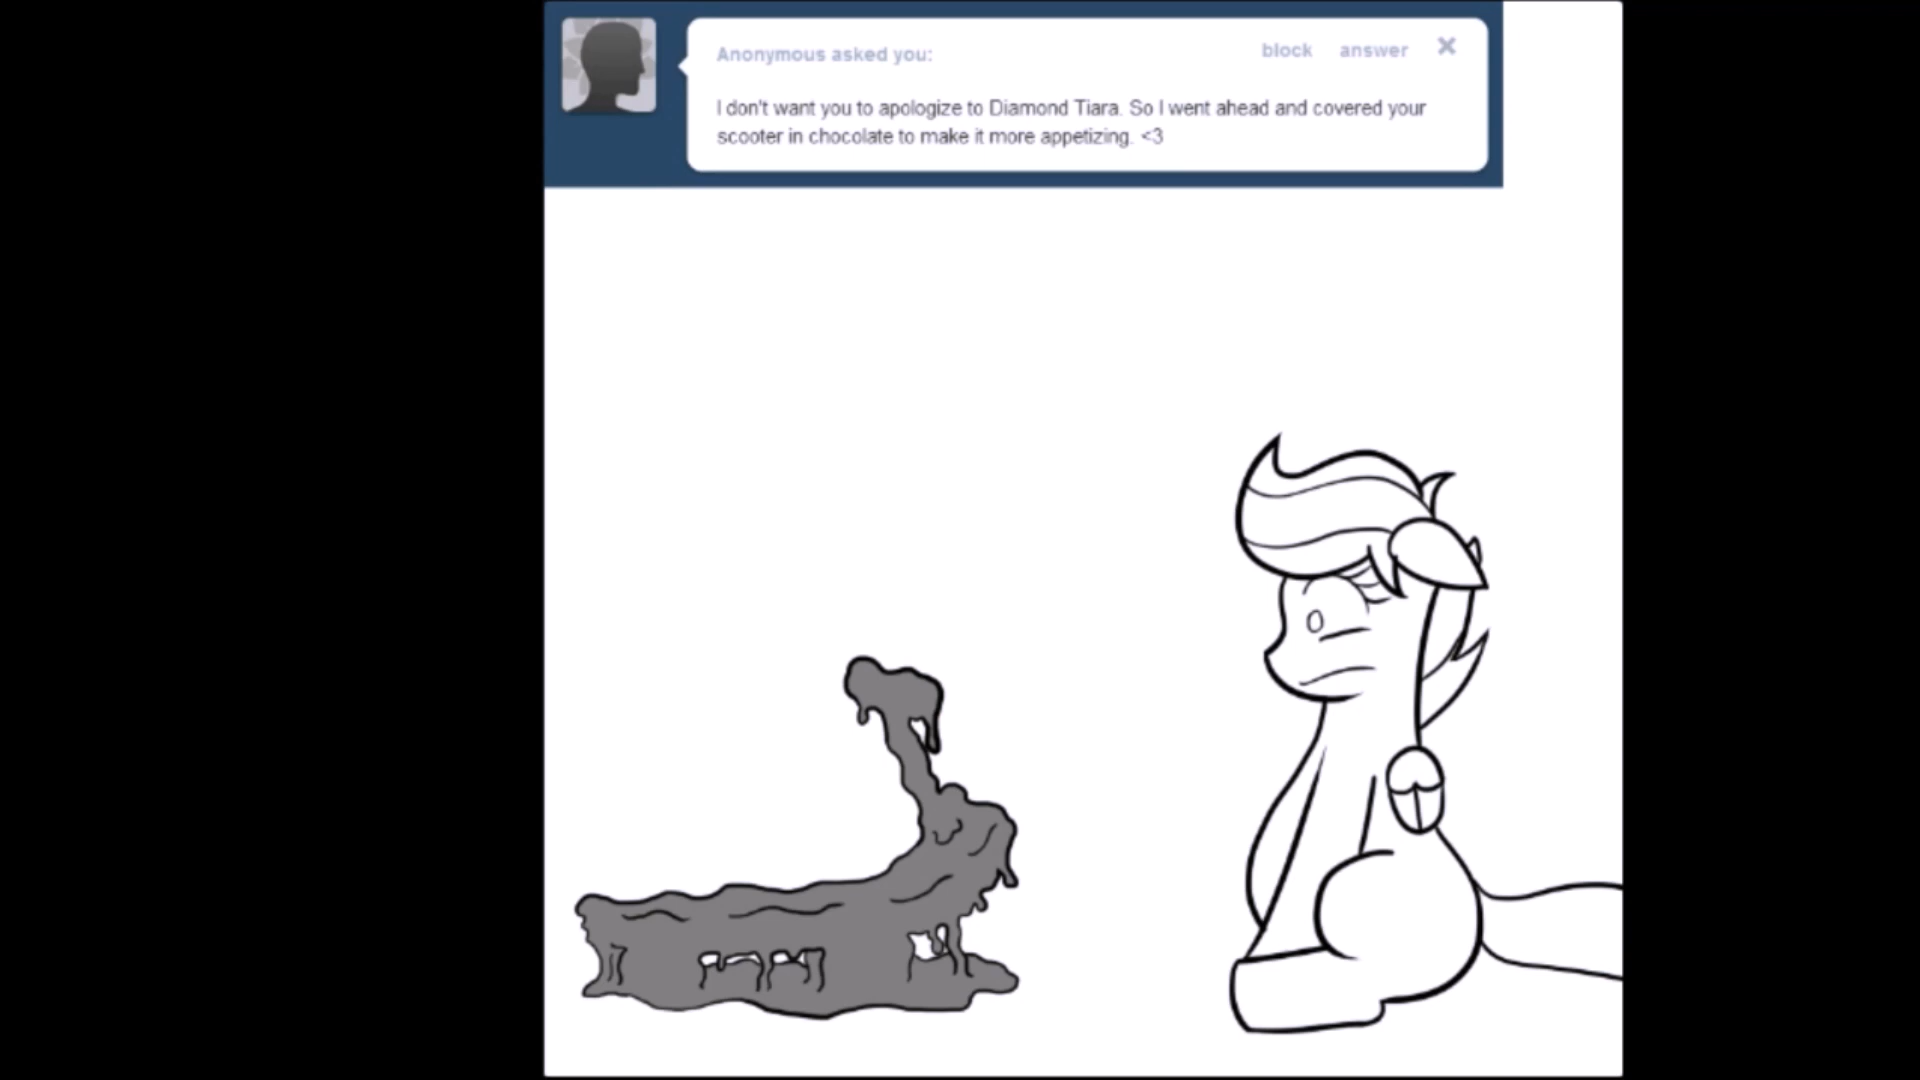 Anonymous asked you:
block answer ×
I don't want you to apologize to Diamond Tiara. So I went ahead and covered your
scooter in chocolate to make it more appetizing. <3